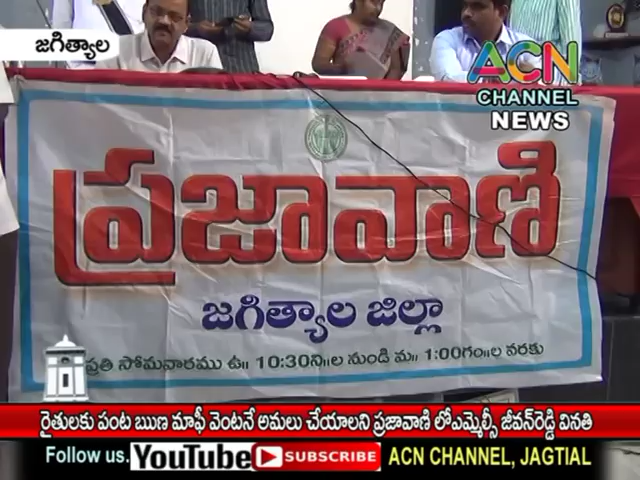 జగిత్యాల
ACN
CHANNEL
NEWS
ప్రజావాణి
జగిత్యాల జిల్లా
ప్రతి సోమవారము ఉ॥ 10:30ని॥ల నుండి మ॥ 1:00గం॥ల వరకు
రైతులకు పంట ఋణ మాఫీ వెంటనే అమలు చేయాలని ప్రజావాణి లోఎమ్మెల్సీ జీవన్‌రెడ్డి వినతి
Follow us. YouTube SUBSCRIBE ACN CHANNEL, JAGTIAL